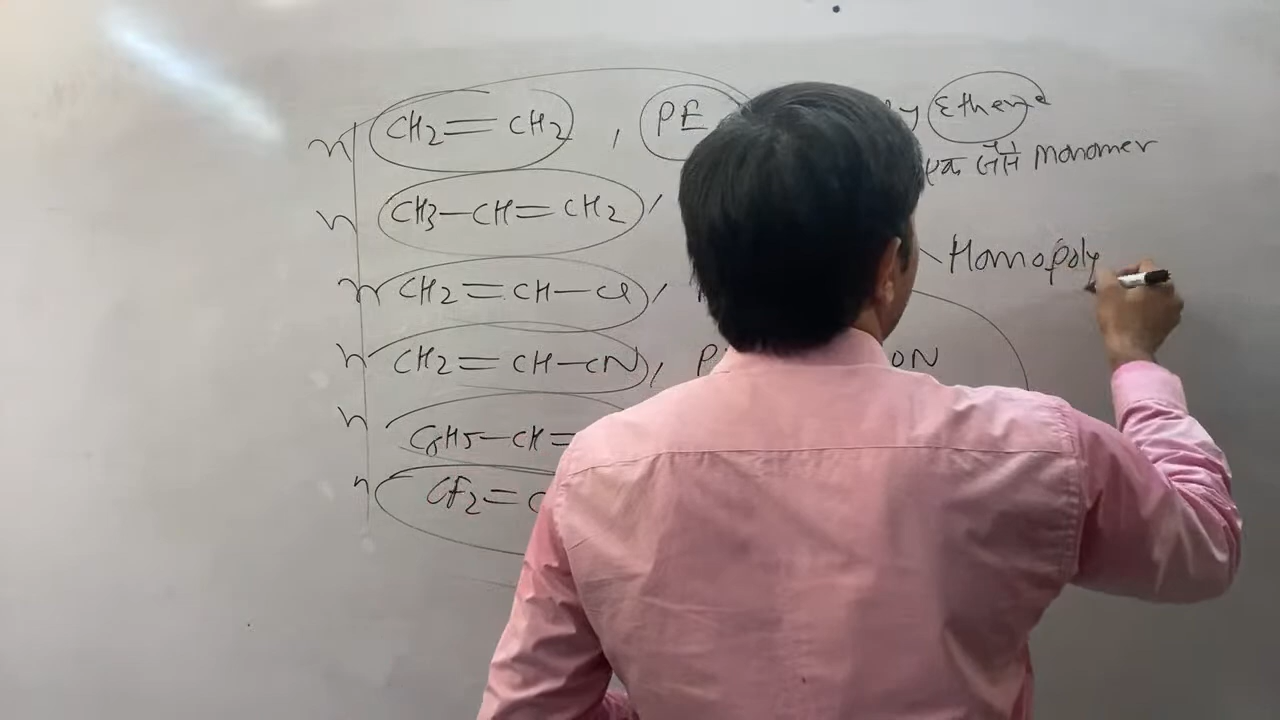 n CH2=CH2, PE y Ethene
एक जैसे monomer
n CH3-CH=CH2,
Homopoly
n CH2=CH-Cl,
n CH2=CH-CN, P ON
n C6H5-CH=
n CF2=C